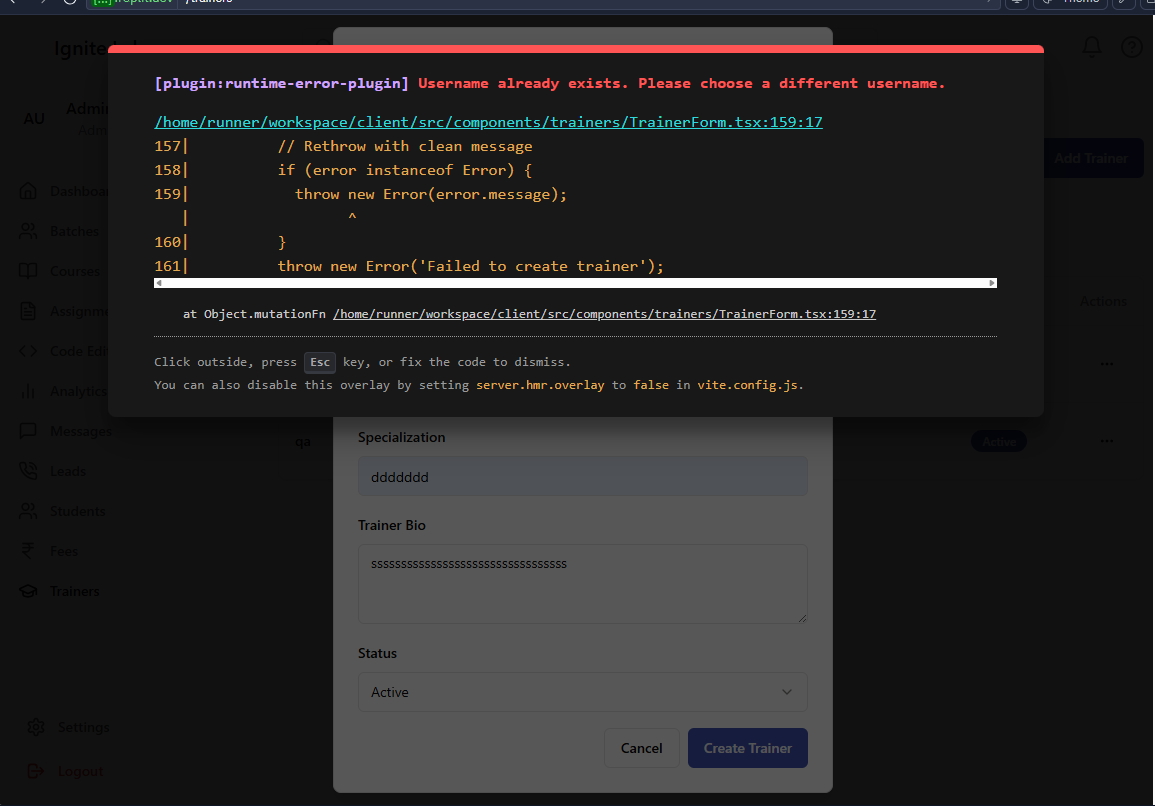 /trainers
Theme
[plugin:runtime-error-plugin] Username already exists. Please choose a different username.
/home/runner/workspace/client/src/components/trainers/TrainerForm.tsx:159:17
157|          // Rethrow with clean message
158|          if (error instanceof Error) {
159|            throw new Error(error.message);
   |                  ^
160|          }
161|          throw new Error('Failed to create trainer');
at Object.mutationFn /home/runner/workspace/client/src/components/trainers/TrainerForm.tsx:159:17
Click outside, press Esc key, or fix the code to dismiss.
You can also disable this overlay by setting server.hmr.overlay to false in vite.config.js.
AU
Admin
Add Trainer
Batches
Courses
Actions
Analytics
Messages
Leads
Students
Fees
Trainers
Settings
Logout
qa
Active
Specialization
ddddddd
Trainer Bio
sssssssssssssssssssssssssssssssss
Status
Active
Cancel
Create Trainer